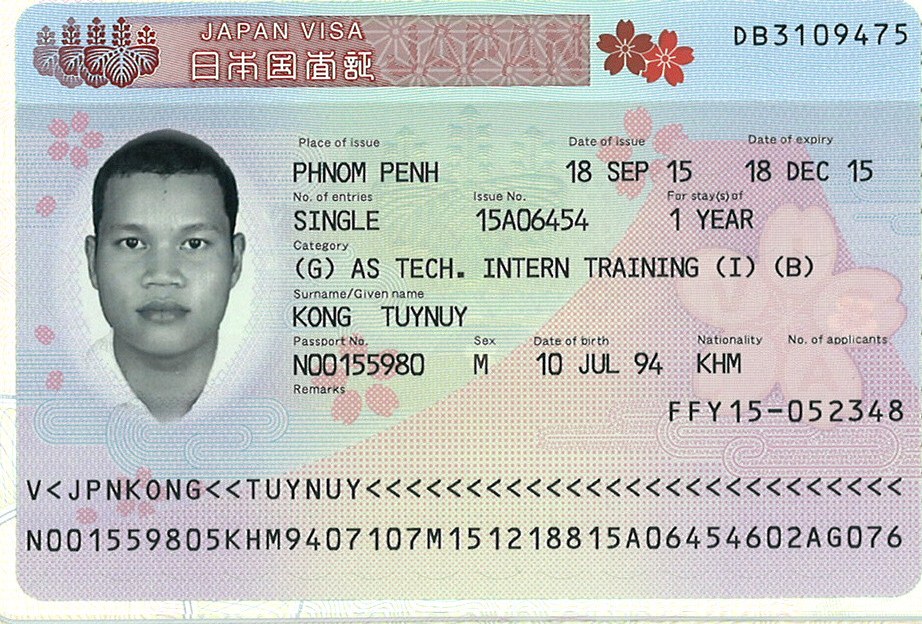 JAPAN VISA
日本国査証
DB3109475
Place of issue Date of issue Date of expiry
PHNOM PENH 18 SEP 15 18 DEC 15
No. of entries Issue No. For stay(s)of
SINGLE 15A06454 1 YEAR
Category
(G) AS TECH. INTERN TRAINING (I) (B)
Surname/Given name
KONG TUYNUY
Passport No. Sex Date of birth Nationality No. of applicants
N00155980 M 10 JUL 94 KHM
Remarks
FFY15-052348
V<JPNKONG<<TUYNUY<<<<<<<<<<<<<<<<<<<<<<<<<<<
N001559805KHM9407107M151218815A06454602AG076